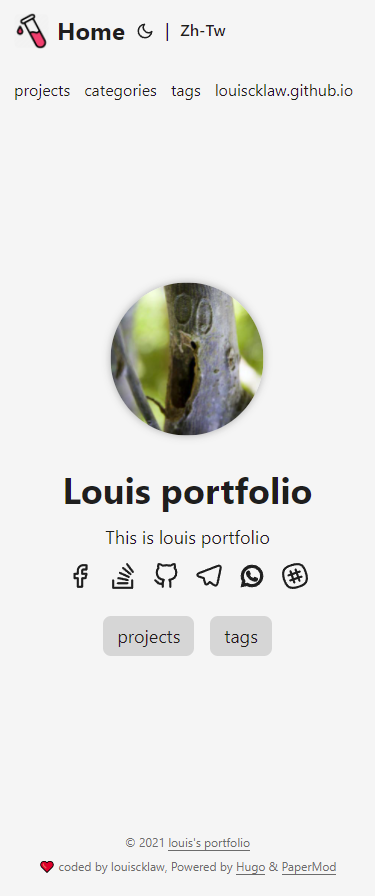 Home | Zh-Tw
projects categories tags louiscklaw.github.io
Louis portfolio
This is louis portfolio
projects tags
© 2021 louis's portfolio
coded by louiscklaw, Powered by Hugo & PaperMod